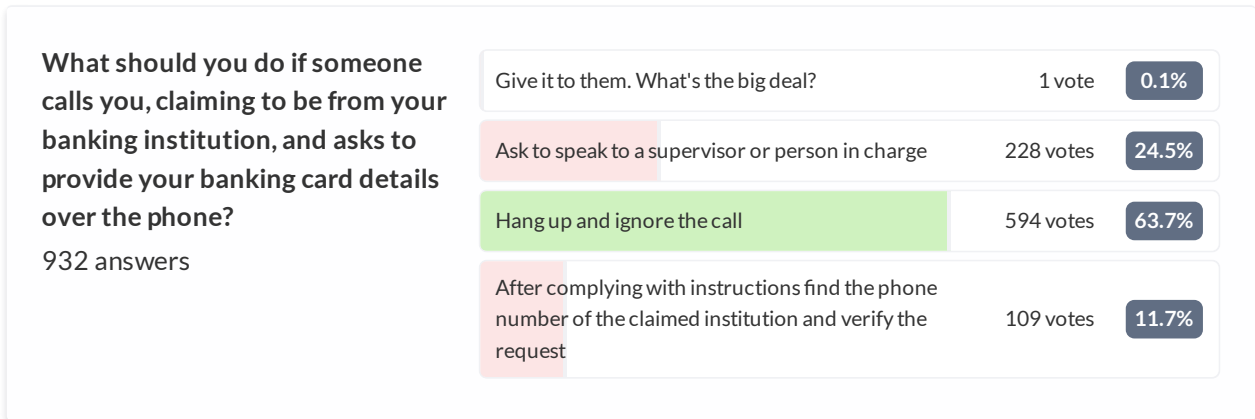 What should you do if someone
calls you, claiming to be from your
banking institution, and asks to
provide your banking card details
over the phone?
932 answers
Give it to them. What's the big deal? 1 vote 0.1%
Ask to speak to a supervisor or person in charge 228 votes 24.5%
Hang up and ignore the call 594 votes 63.7%
After complying with instructions find the phone
number of the claimed institution and verify the 109 votes 11.7%
request